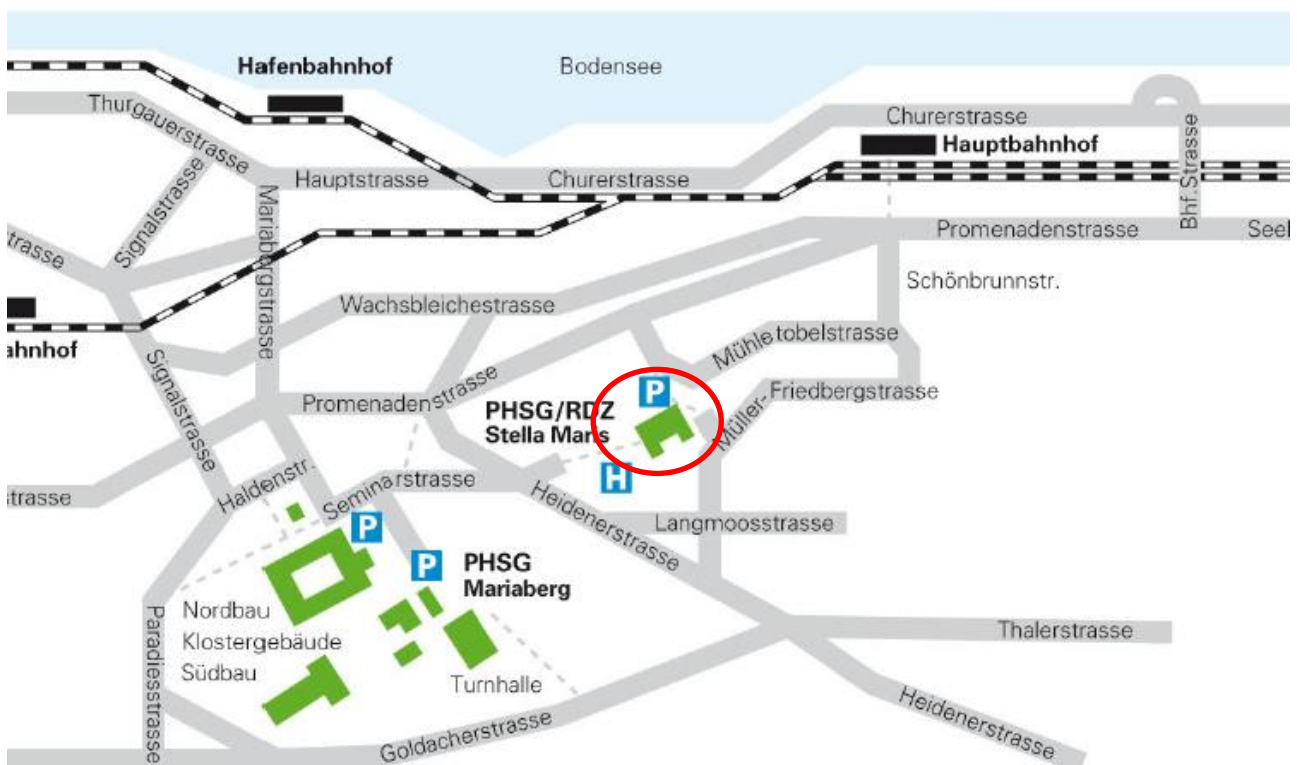 Hafenbahnhof
Bodensee
Thurgauerstrasse
Churerstrasse
Hauptbahnhof
Hauptstrasse
Churerstrasse
Bhf.Strasse
Signalstrasse
Mariabergstrasse
strasse
Promenadenstrasse
Seel
Schönbrunnstr.
Wachsbleichestrasse
ahnhof
Mühletobelstrasse
Signalstrasse
P
Müller-Friedbergstrasse
Promenadenstrasse
PHSG/RDZ
Stella Maris
H
Haldenstr.
Seminarstrasse
strasse
Heidenerstrasse
Langmoosstrasse
P
P
PHSG
Mariaberg
Nordbau
Klostergebäude
Südbau
Paradiesstrasse
Turnhalle
Thalerstrasse
Heidenerstrasse
Goldacherstrasse